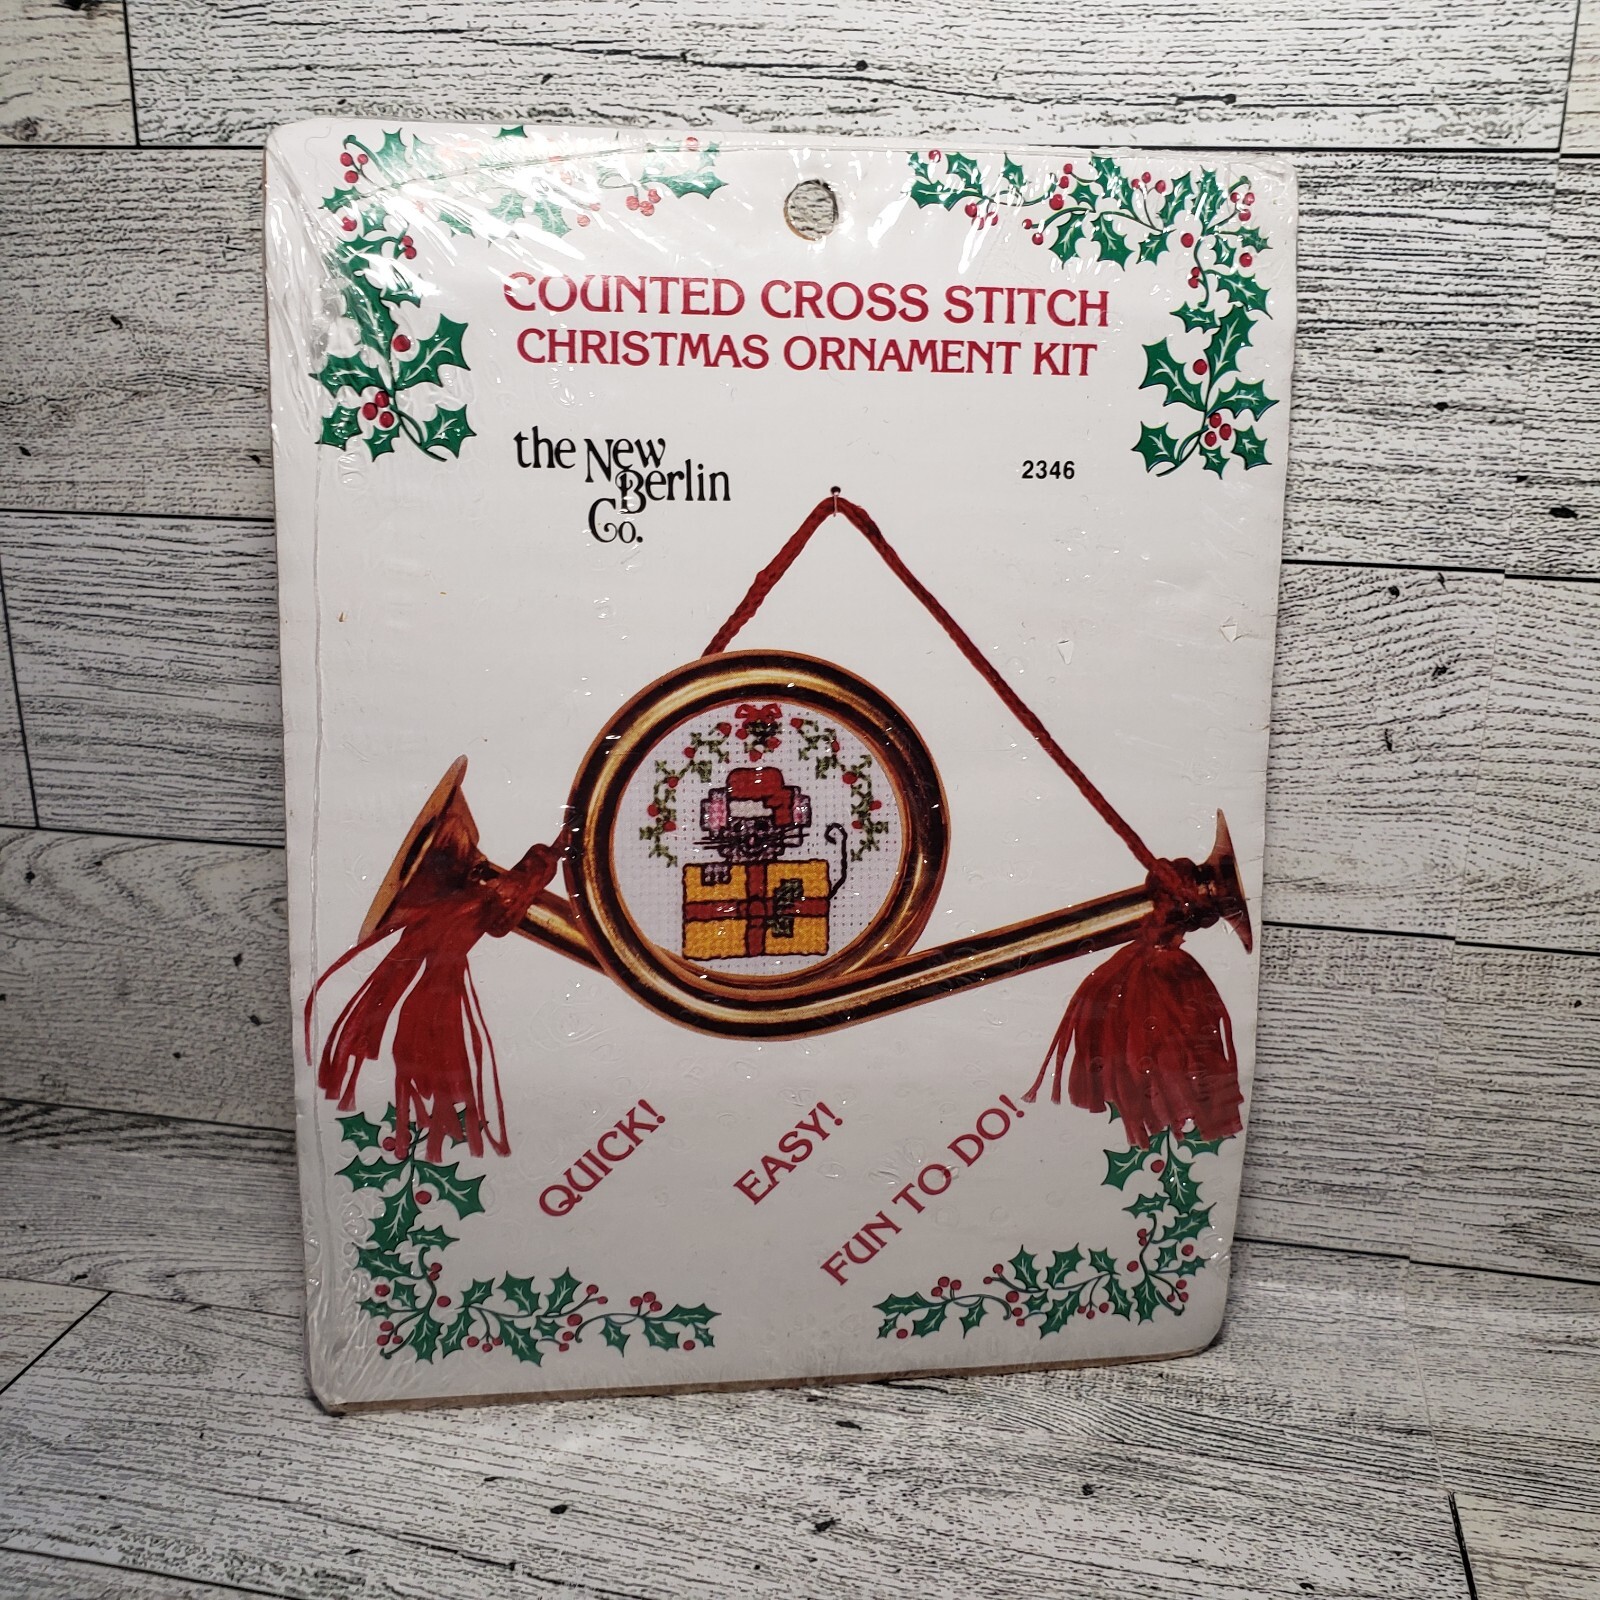 COUNTED CROSS STITCH
CHRISTMAS ORNAMENT KIT
the New
Berlin
Co.
2346
QUICK!
EASY!
FUN TO DO!